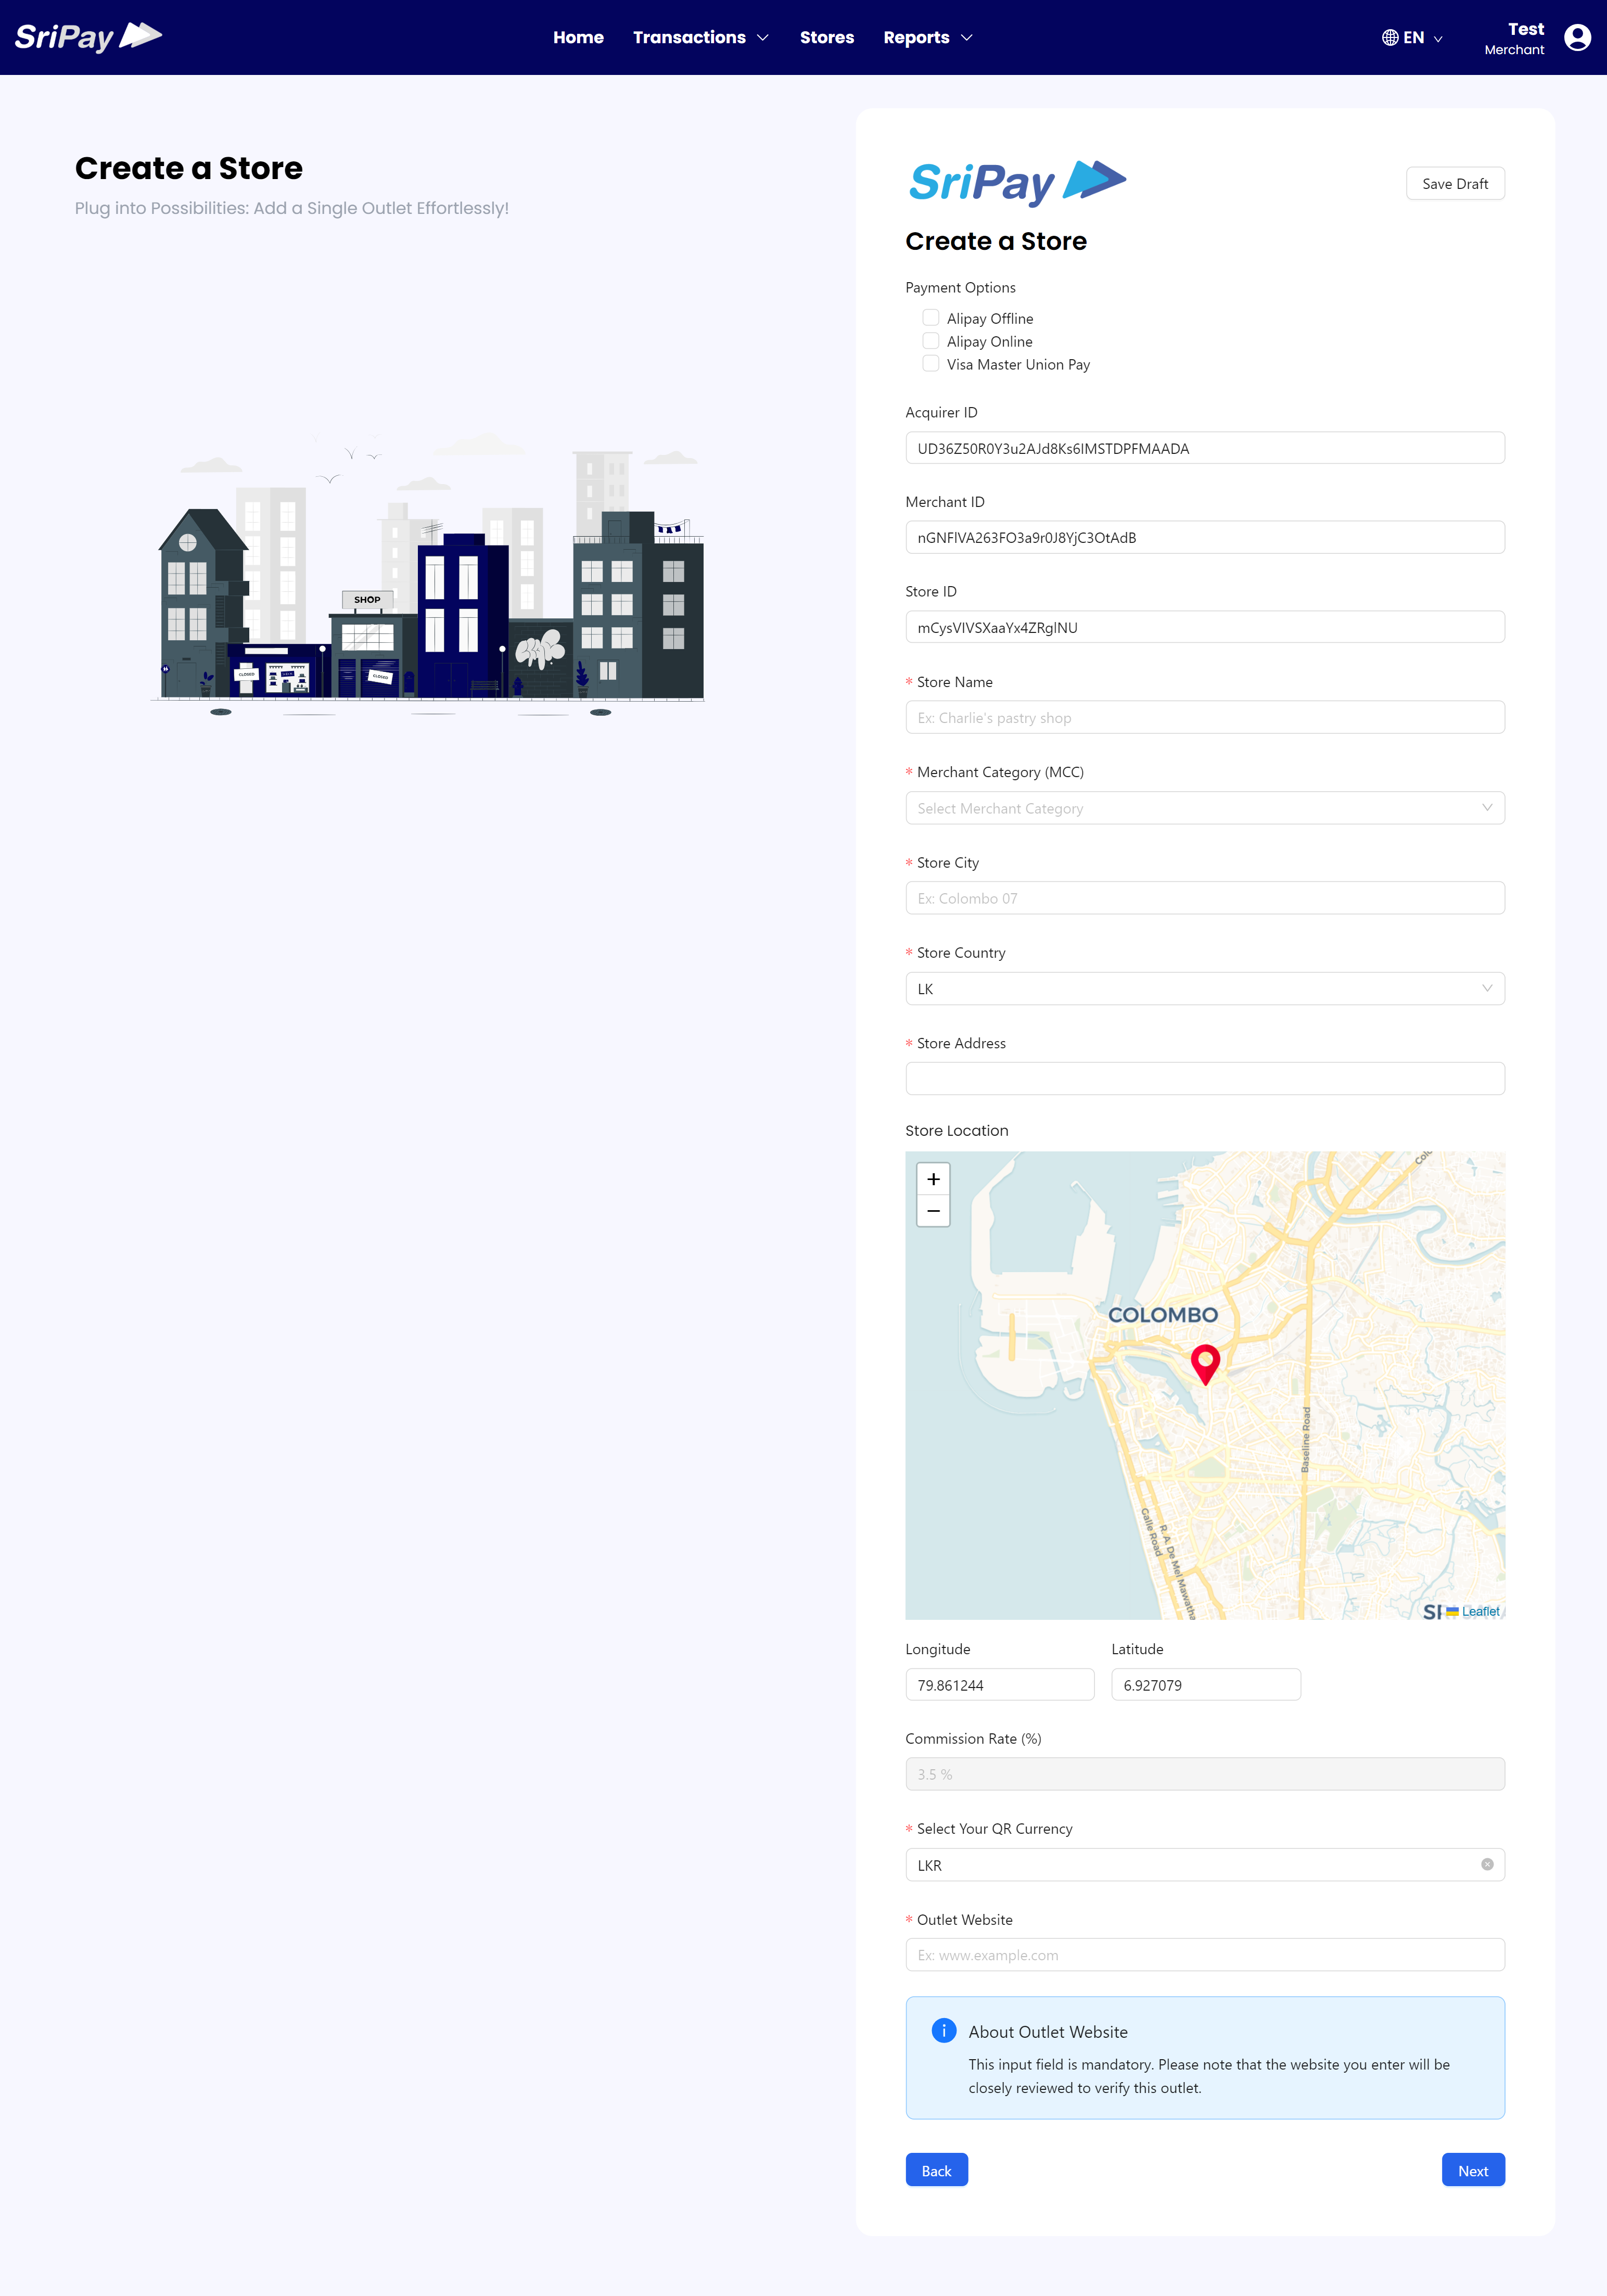 SriPay
Home
Transactions
Stores
Reports
EN
Test
Merchant
Create a Store
Plug into Possibilities: Add a Single Outlet Effortlessly!
SHOP
CLOSED
CLOSED
SriPay
Save Draft
Create a Store
Payment Options
Alipay Offline
Alipay Online
Visa Master Union Pay
Acquirer ID
UD36Z50R0Y3u2AJd8Ks6IMSTDPFMAADA
Merchant ID
nGNFlVA263FO3a9r0J8YjC3OtAdB
Store ID
mCysVIVSXaaYx4ZRglNU
* Store Name
Ex: Charlie's pastry shop
* Merchant Category (MCC)
Select Merchant Category
* Store City
Ex: Colombo 07
* Store Country
LK
* Store Address
Store Location
+
−
COLOMBO
Baseline Road
Galle Road
R. A. De Mel Mawatha
Leaflet
Longitude
Latitude
79.861244
6.927079
Commission Rate (%)
3.5 %
* Select Your QR Currency
LKR
* Outlet Website
Ex: www.example.com
About Outlet Website
This input field is mandatory. Please note that the website you enter will be
closely reviewed to verify this outlet.
Back
Next